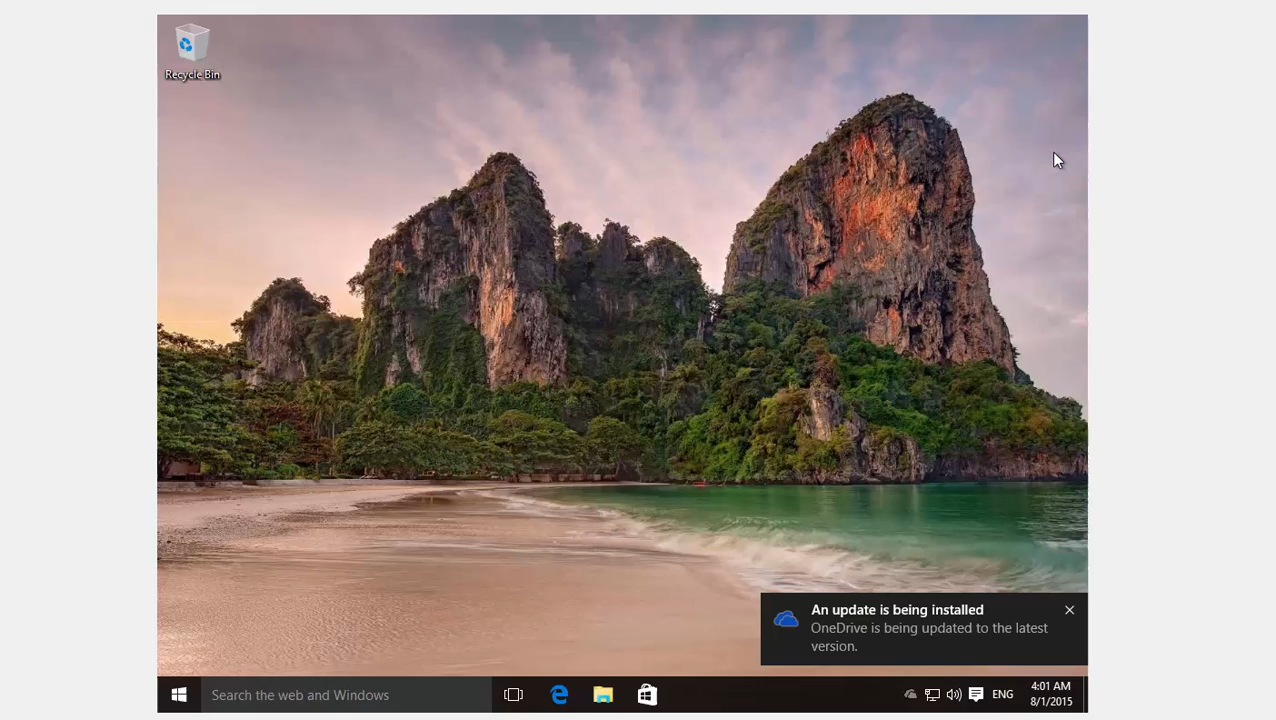 Recycle Bin
An update is being installed
OneDrive is being updated to the latest
version.
Search the web and Windows
ENG
4:01 AM
8/1/2015